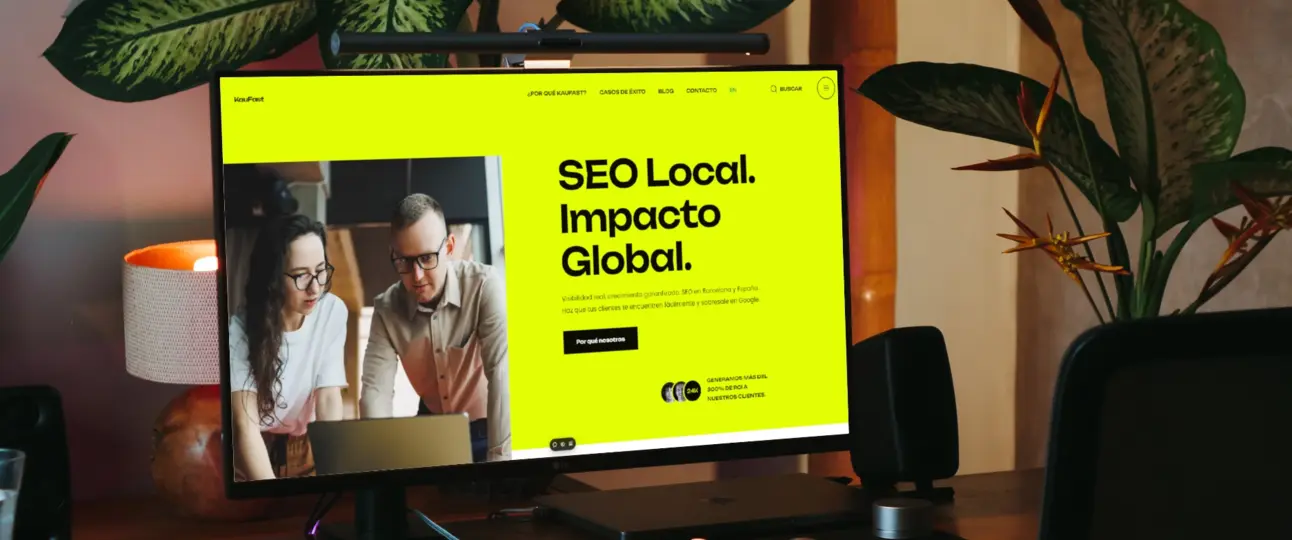 KauFast
¿POR QUÉ KAUFAST?
CASOS DE ÉXITO
BLOG
CONTACTO
EN
BUSCAR
SEO Local.
Impacto
Global.
Visibilidad real, crecimiento garantizado. SEO en Barcelona y España.
Haz que tus clientes te encuentren fácilmente y sobresale en Google.
Por qué nosotros
24K
GENERAMOS MÁS DEL
300% DE ROI A
NUESTROS CLIENTES.